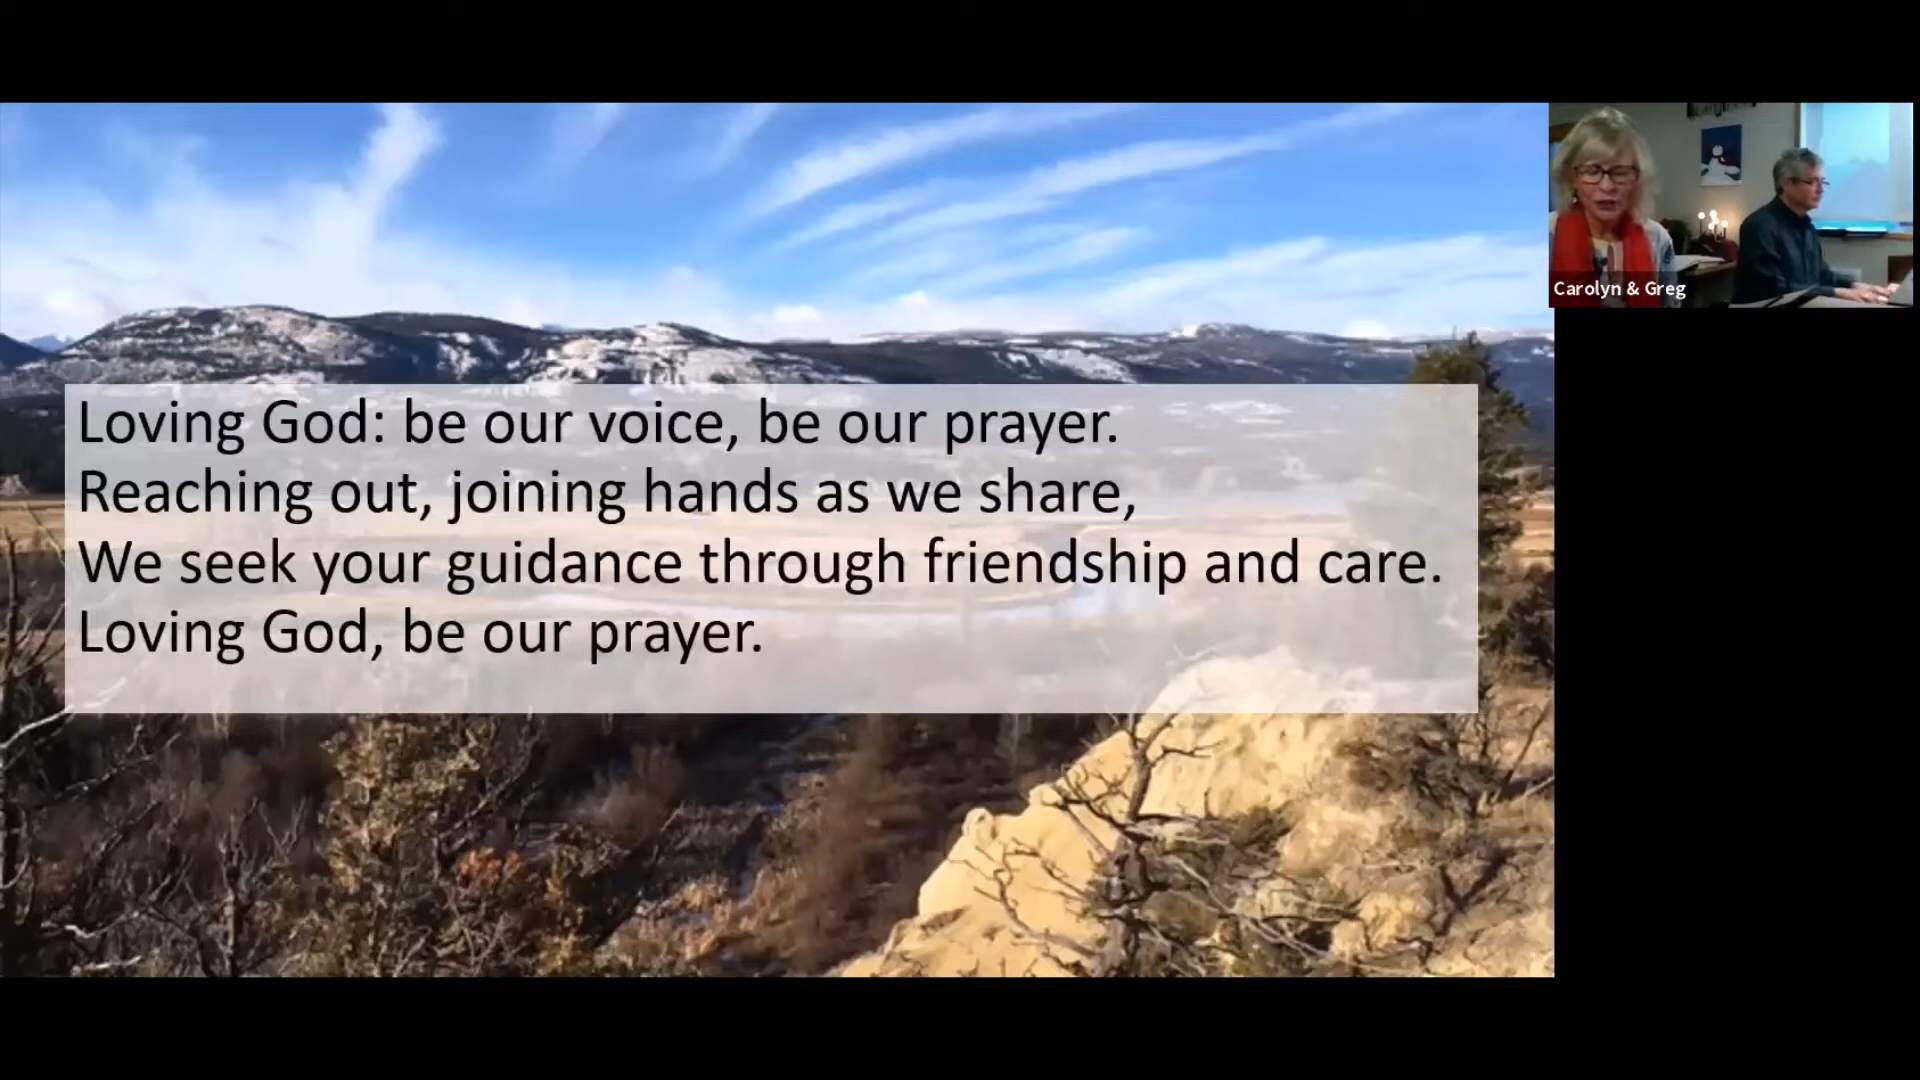 Loving God: be our voice, be our prayer.
Reaching out, joining hands as we share,
We seek your guidance through friendship and care.
Loving God, be our prayer.
Carolyn & Greg